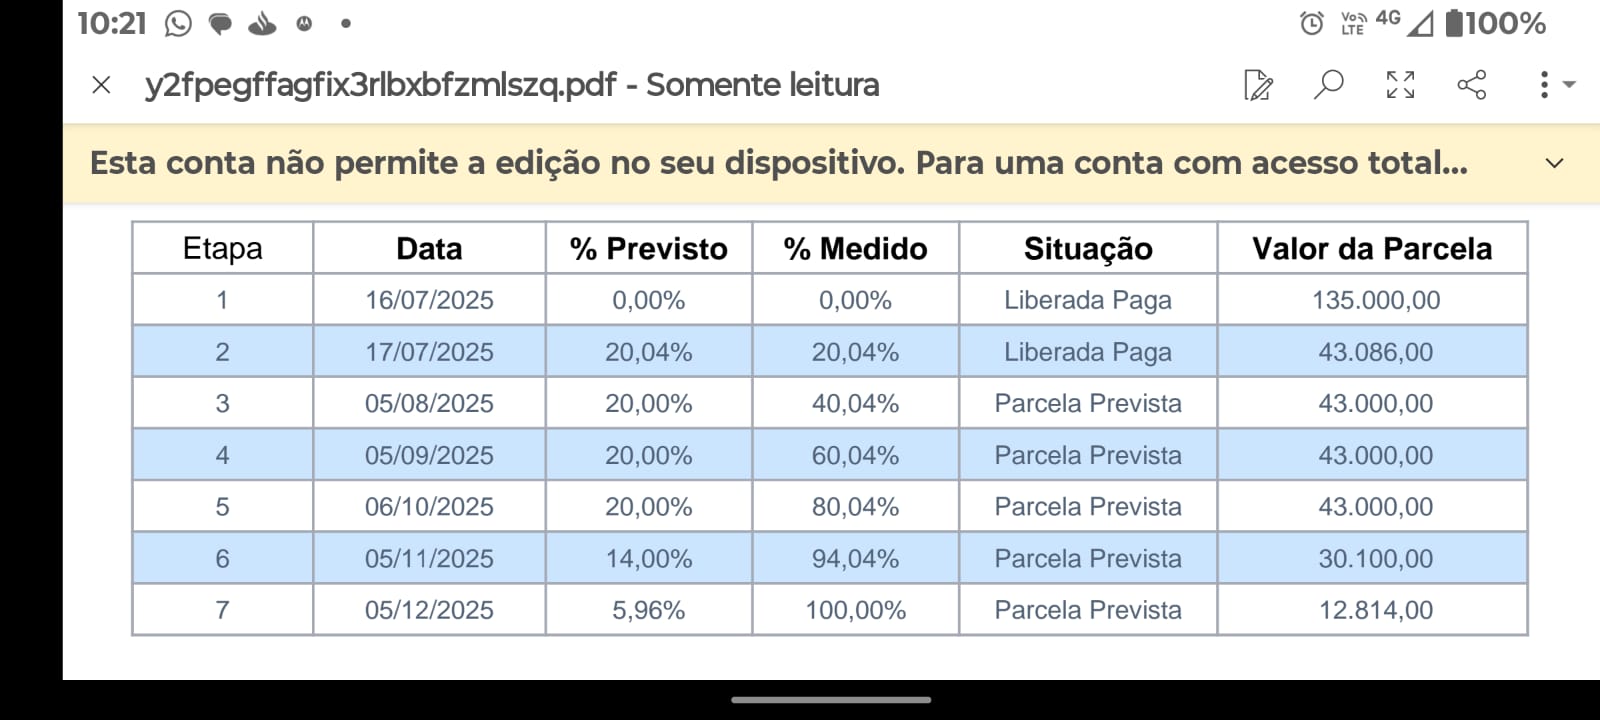 10:21 VoLTE 4G 100%
y2fpegffagfix3rlbxbfzmlszq.pdf - Somente leitura
Esta conta não permite a edição no seu dispositivo. Para uma conta com acesso total...
Etapa Data % Previsto % Medido Situação Valor da Parcela
1 16/07/2025 0,00% 0,00% Liberada Paga 135.000,00
2 17/07/2025 20,04% 20,04% Liberada Paga 43.086,00
3 05/08/2025 20,00% 40,04% Parcela Prevista 43.000,00
4 05/09/2025 20,00% 60,04% Parcela Prevista 43.000,00
5 06/10/2025 20,00% 80,04% Parcela Prevista 43.000,00
6 05/11/2025 14,00% 94,04% Parcela Prevista 30.100,00
7 05/12/2025 5,96% 100,00% Parcela Prevista 12.814,00